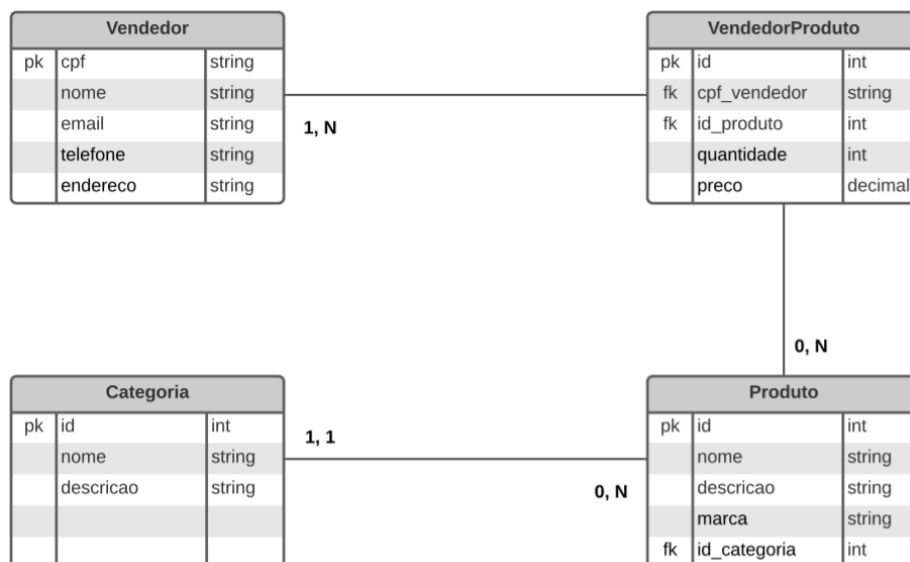 Vendedor
pk cpf string
nome string
email string
telefone string
endereco string
1, N
VendedorProduto
pk id int
fk cpf_vendedor string
fk id_produto int
quantidade int
preco decimal
0, N
Categoria
pk id int
nome string
descricao string
1, 1
0, N
Produto
pk id int
nome string
descricao string
marca string
fk id_categoria int